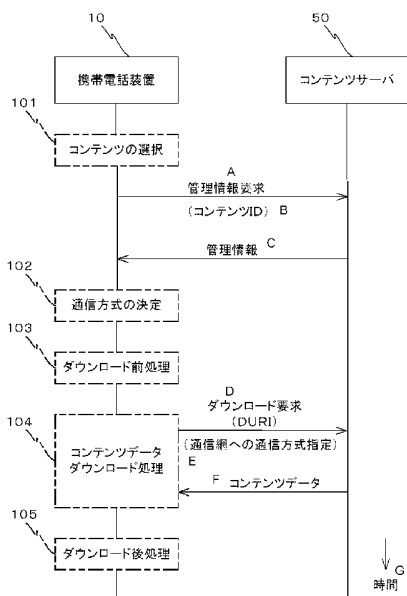 10
50
携帯電話装置
コンテンツサーバ
101
コンテンツの選択
A
管理情報要求
(コンテンツID) B
管理情報 C
102
通信方式の決定
103
ダウンロード前処理
D
ダウンロード要求
(DURI)
104
コンテンツデータ
ダウンロード処理
(通信網への通信方式指定)
E
F コンテンツデータ
105
ダウンロード後処理
G
時間